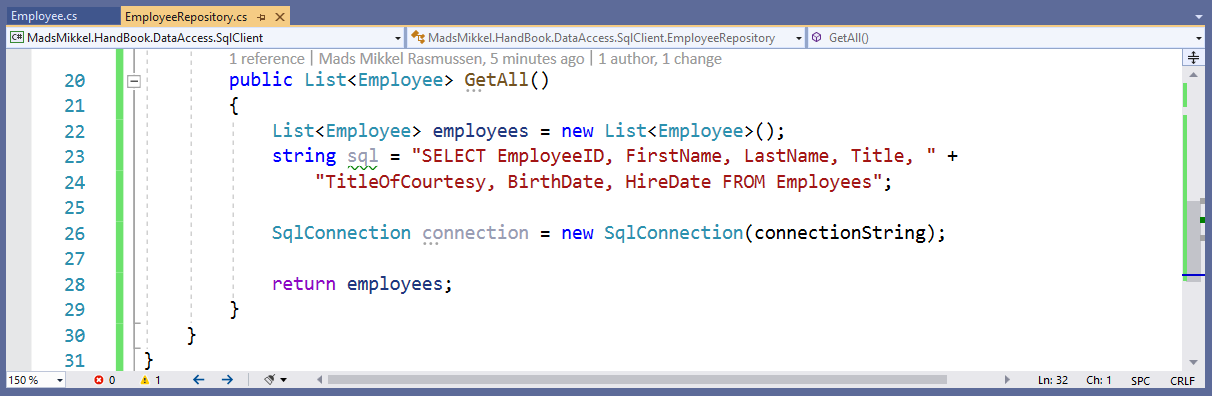 Employee.cs EmployeeRepository.cs
C# MadsMikkel.HandBook.DataAccess.SqlClient MadsMikkel.HandBook.DataAccess.SqlClient.EmployeeRepository GetAll()
1 reference | Mads Mikkel Rasmussen, 5 minutes ago | 1 author, 1 change
20 public List<Employee> GetAll()
21 {
22 List<Employee> employees = new List<Employee>();
23 string sql = "SELECT EmployeeID, FirstName, LastName, Title, " +
24 "TitleOfCourtesy, BirthDate, HireDate FROM Employees";
25
26 SqlConnection connection = new SqlConnection(connectionString);
27
28 return employees;
29 }
30 }
31 }
150 % 0 1 Ln: 32 Ch: 1 SPC CRLF